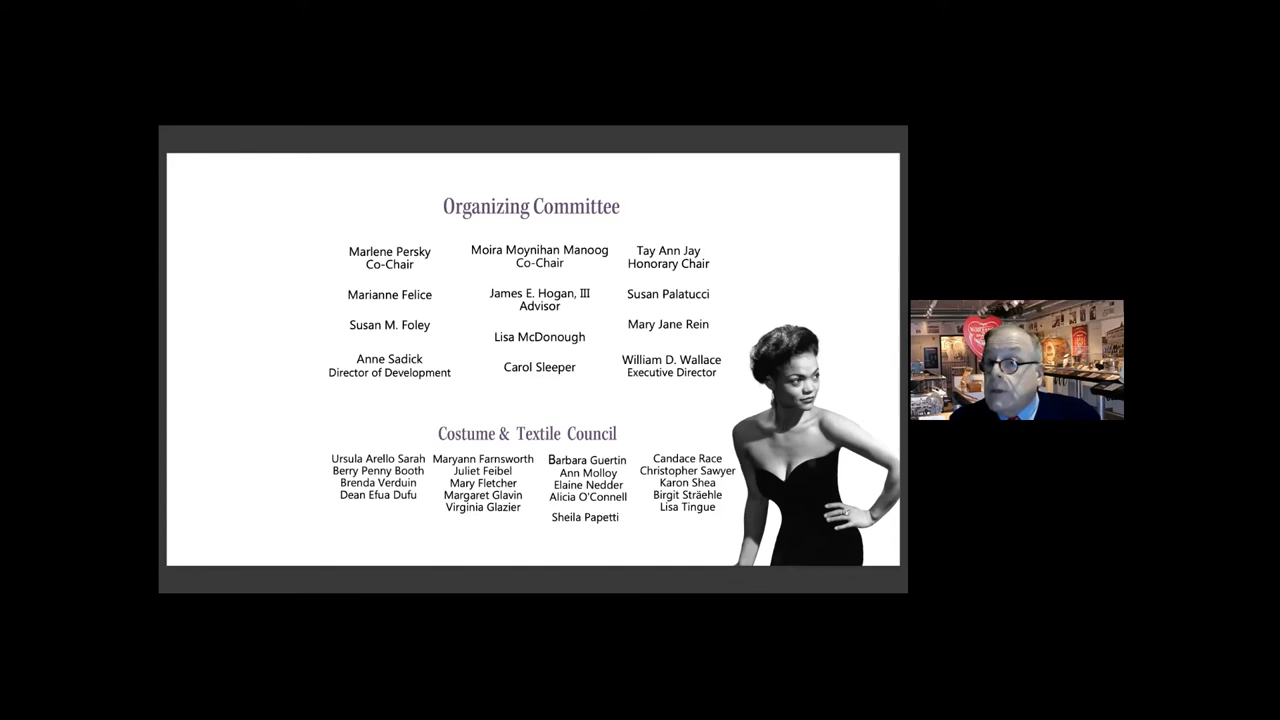 Organizing Committee
Marlene Persky
Co-Chair
Moira Moynihan Manoog
Co-Chair
Tay Ann Jay
Honorary Chair
Marianne Felice
James E. Hogan, III
Advisor
Susan Palatucci
Susan M. Foley
Lisa McDonough
Mary Jane Rein
Anne Sadick
Director of Development
Carol Sleeper
William D. Wallace
Executive Director
Costume & Textile Council
Ursula Arello Sarah
Berry Penny Booth
Brenda Verduin
Dean Efua Dufu
Maryann Farnsworth
Juliet Feibel
Mary Fletcher
Margaret Glavin
Virginia Glazier
Barbara Guertin
Ann Molloy
Elaine Nedder
Alicia O'Connell
Sheila Papetti
Candace Race
Christopher Sawyer
Karon Shea
Birgit Straehle
Lisa Tingue